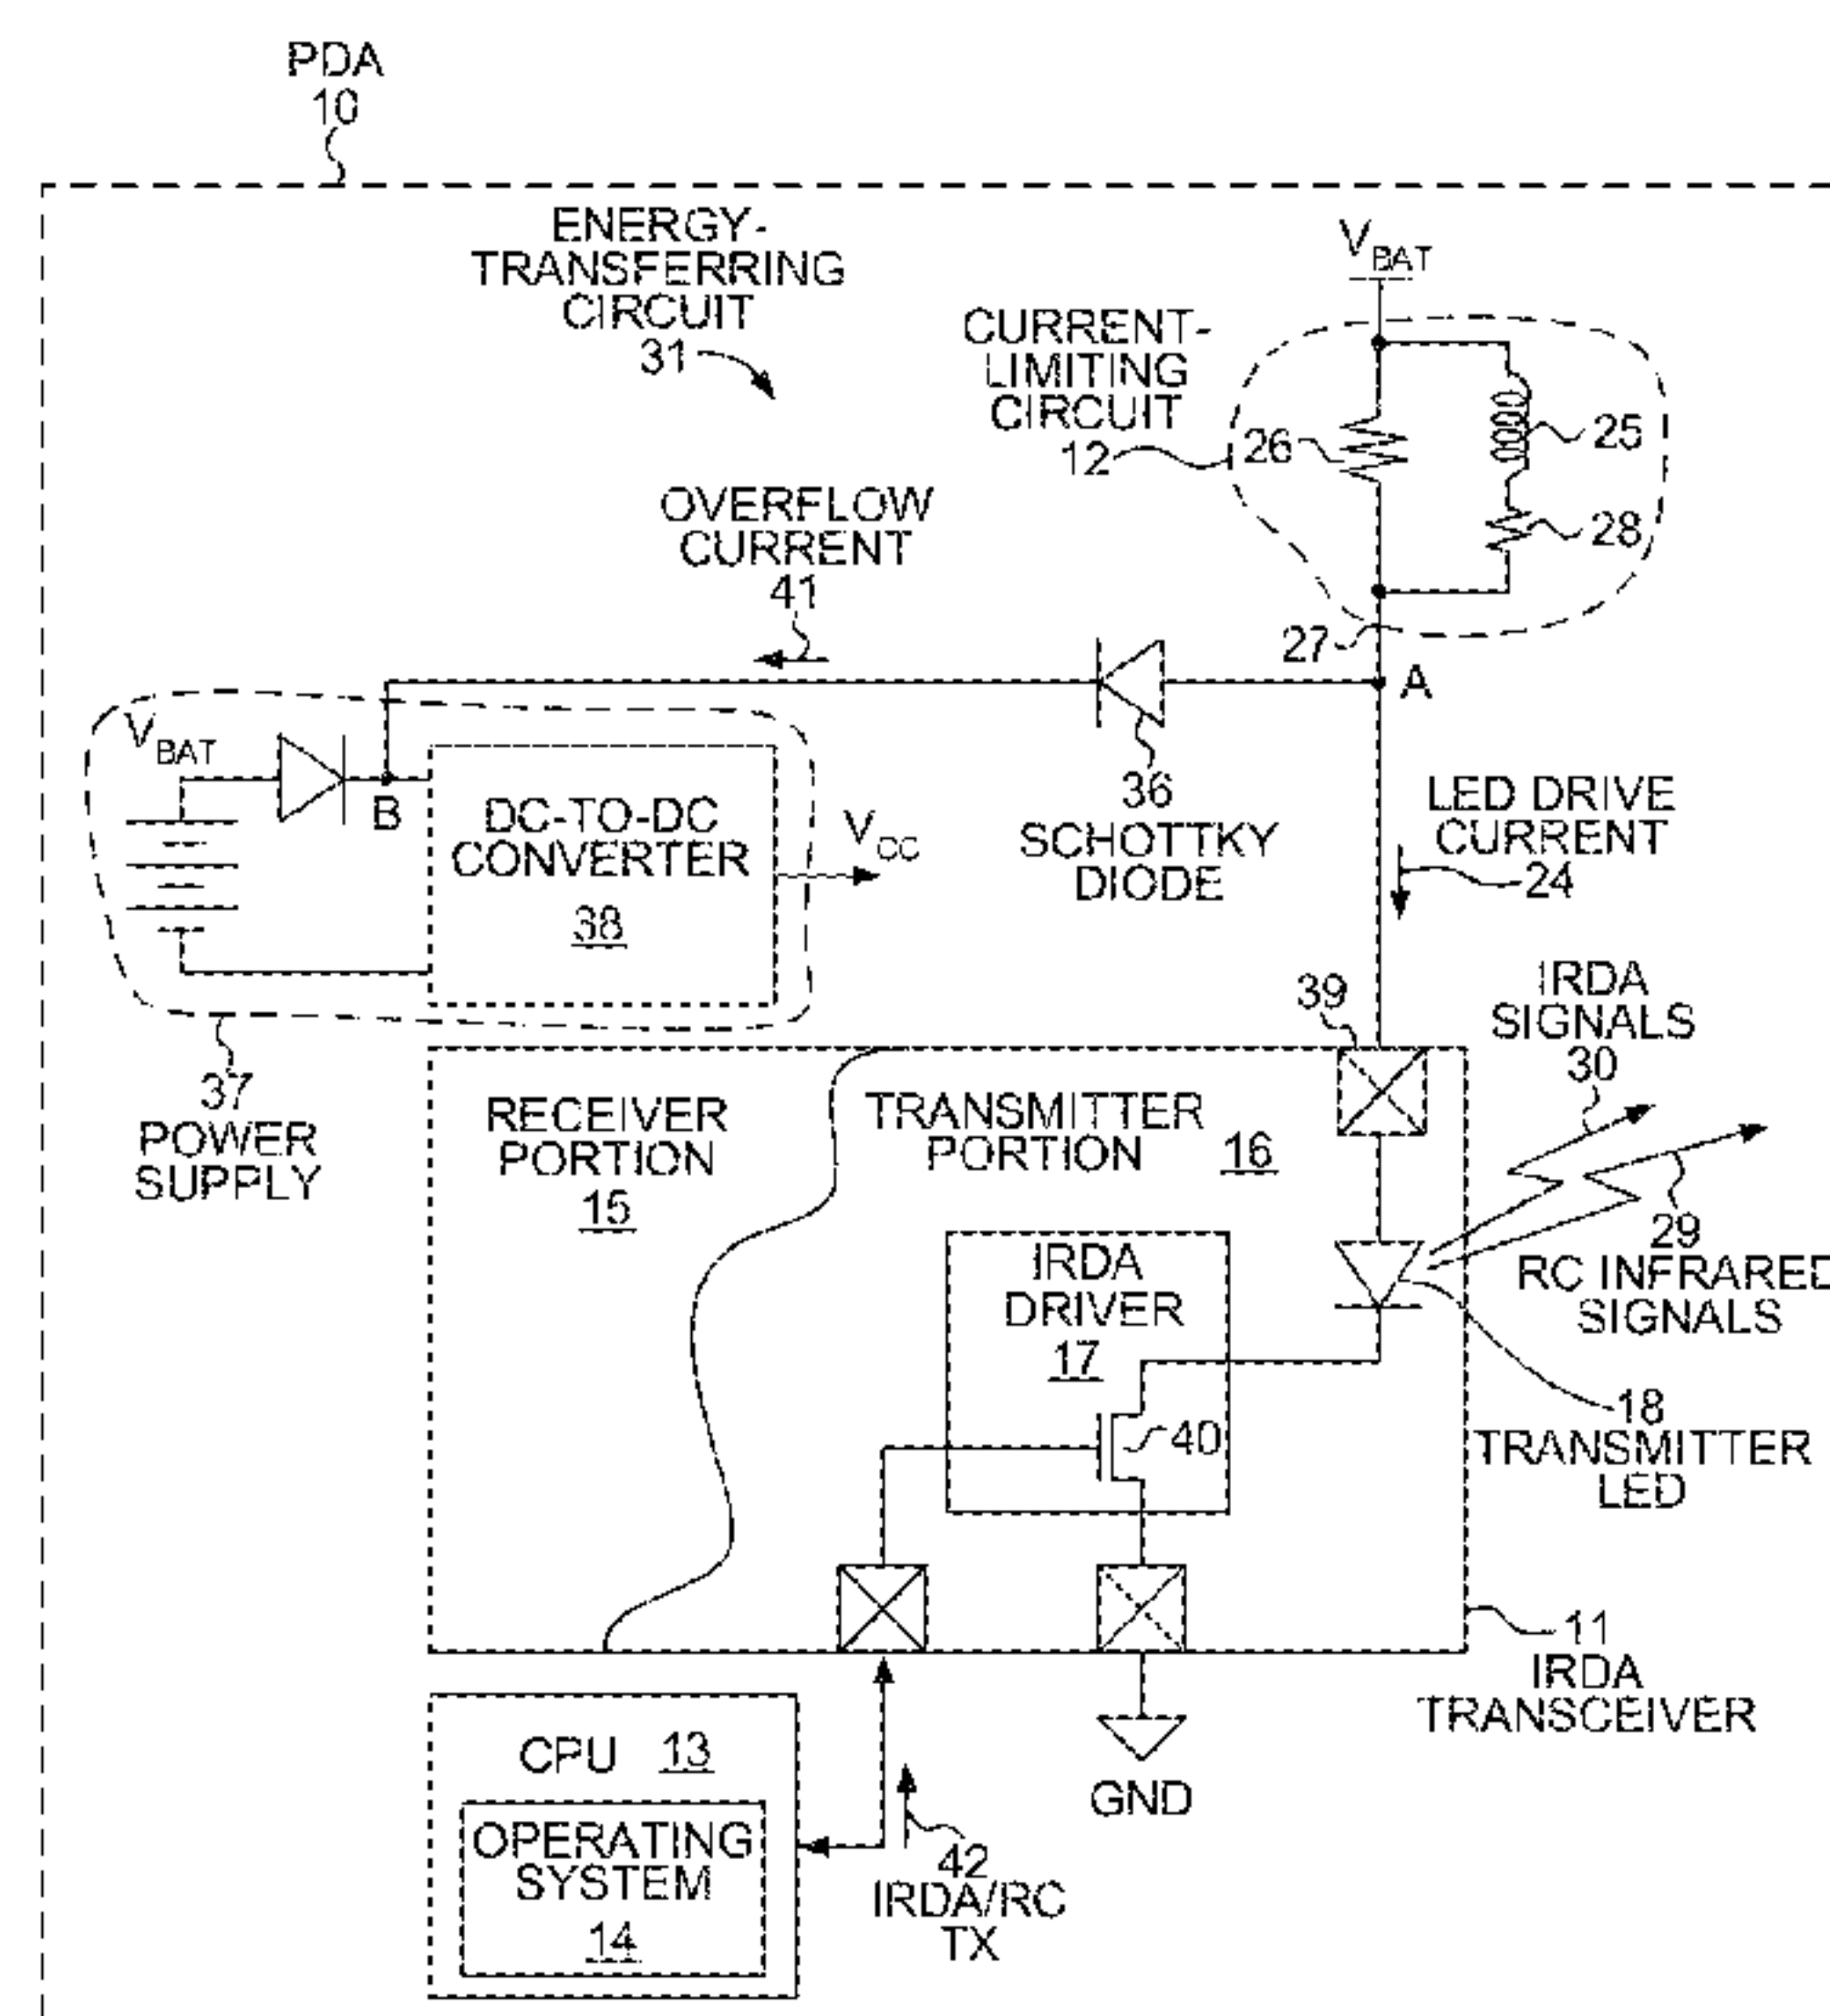 PDA
10
ENERGY-
TRANSFERRING
CIRCUIT
31
VBAT
CURRENT-
LIMITING
CIRCUIT
12
26
25
28
27
A
OVERFLOW
CURRENT
41
VBAT
B
DC-TO-DC
CONVERTER
38
VCC
36
SCHOTTKY
DIODE
LED DRIVE
CURRENT
24
37
POWER
SUPPLY
39
IRDA
SIGNALS
30
RECEIVER
PORTION
15
TRANSMITTER
PORTION
16
29
RC INFRARED
SIGNALS
IRDA
DRIVER
17
40
18
TRANSMITTER
LED
11
IRDA
TRANSCEIVER
CPU 13
OPERATING
SYSTEM
14
GND
42
IRDA/RC
TX